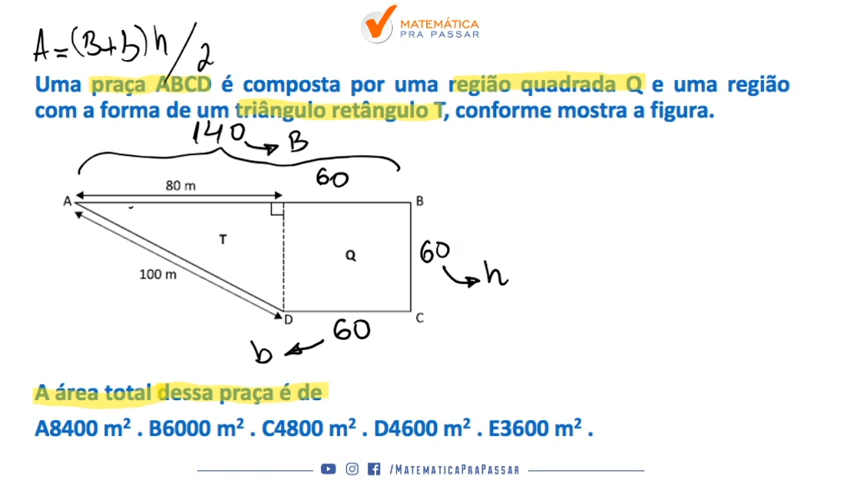 MATEMÁTICA
PRA PASSAR
A=(B+b)h/2
Uma praça ABCD é composta por uma região quadrada Q e uma região
com a forma de um triângulo retângulo T, conforme mostra a figura.
140 → B
60
80 m
A
B
T
Q
60
h
100 m
D
C
60
b
A área total dessa praça é de
A8400 m². B6000 m². C4800 m². D4600 m². E3600 m².
/MATEMATICAPRAPASSAR